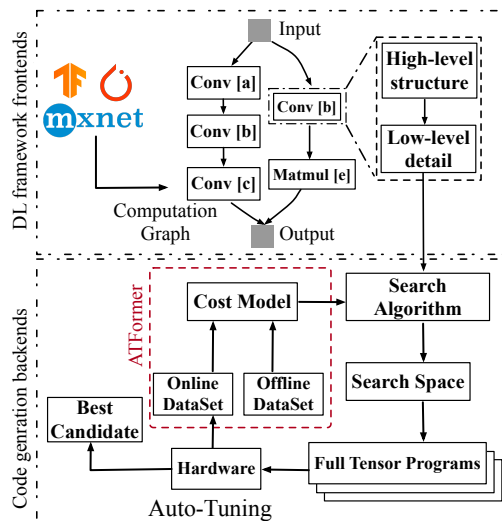 DL framework frontends
mxnet
Input
Conv [a]
Conv [b]
Conv [b]
Conv [c]
Matmul [e]
Computation
Graph
Output
High-level
structure
Low-level
detail
Code genration backends
ATFormer
Cost Model
Search
Algorithm
Online
DataSet
Offline
DataSet
Search Space
Best
Candidate
Hardware
Full Tensor Programs
Auto-Tuning